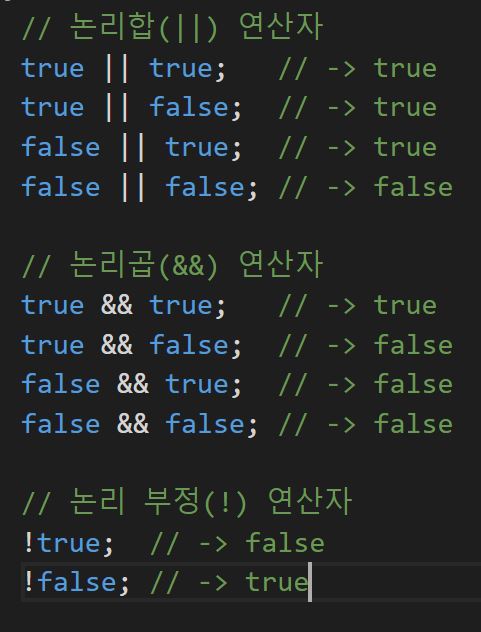 // 논리합(||) 연산자
true || true;   // -> true
true || false;  // -> true
false || true;  // -> true
false || false; // -> false
// 논리곱(&&) 연산자
true && true;   // -> true
true && false;  // -> false
false && true;  // -> false
false && false; // -> false
// 논리 부정(!) 연산자
!true;  // -> false
!false; // -> true